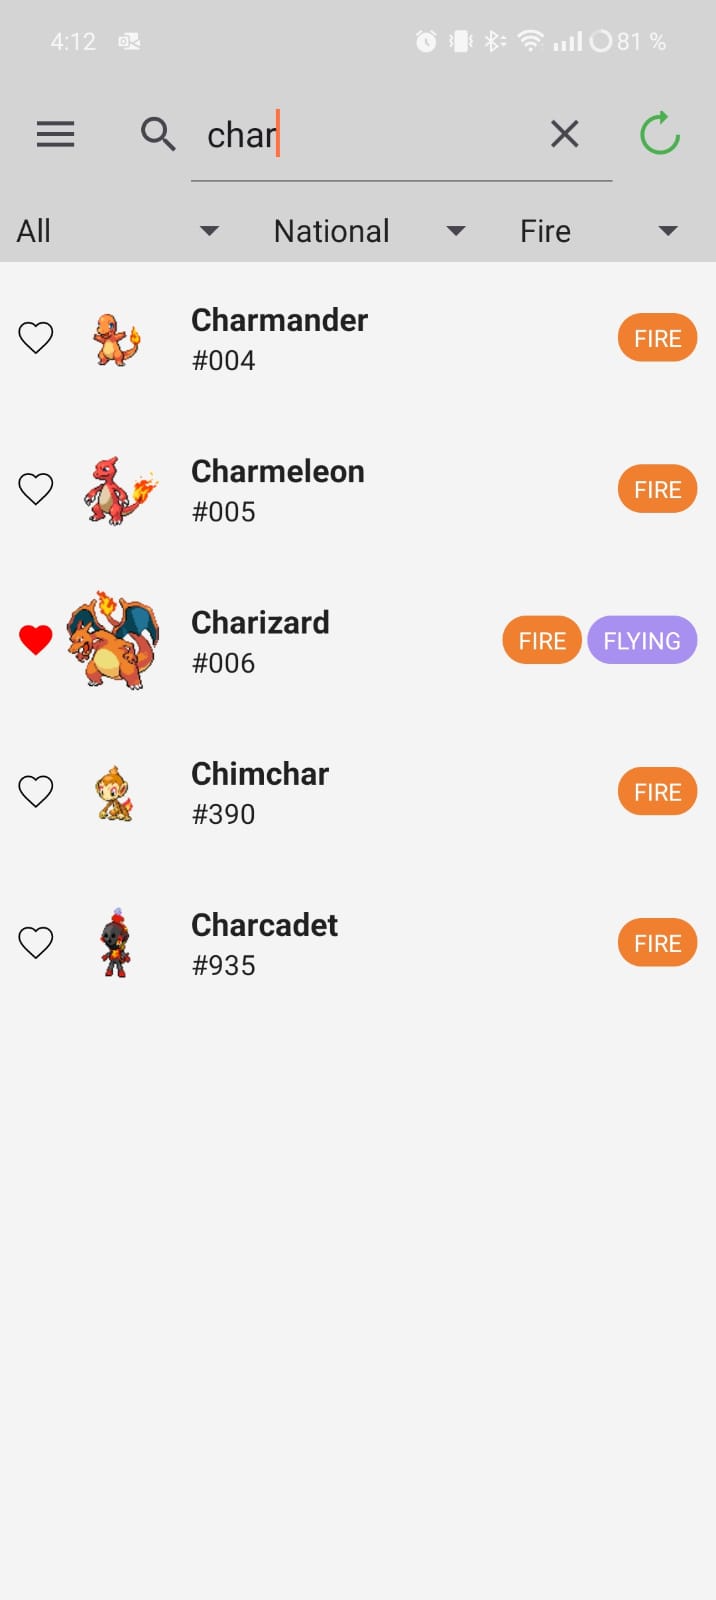 4:12 81 %
char
All National Fire
Charmander
#004
FIRE
Charmeleon
#005
FIRE
Charizard
#006
FIRE FLYING
Chimchar
#390
FIRE
Charcadet
#935
FIRE